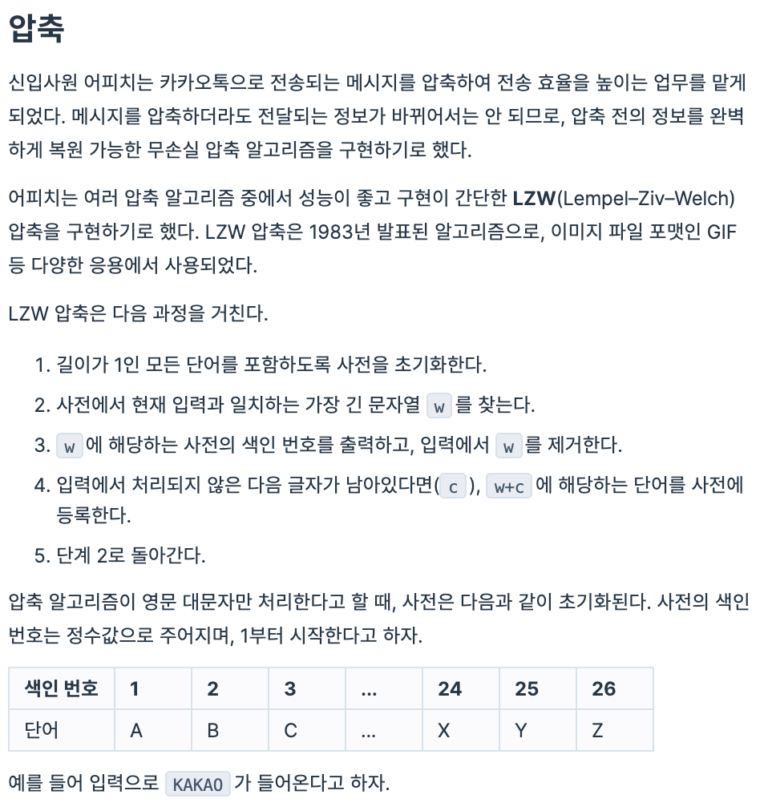 압축
신입사원 어피치는 카카오톡으로 전송되는 메시지를 압축하여 전송 효율을 높이는 업무를 맡게
되었다. 메시지를 압축하더라도 전달되는 정보가 바뀌어서는 안 되므로, 압축 전의 정보를 완벽
하게 복원 가능한 무손실 압축 알고리즘을 구현하기로 했다.
어피치는 여러 압축 알고리즘 중에서 성능이 좋고 구현이 간단한 LZW(Lempel–Ziv–Welch)
압축을 구현하기로 했다. LZW 압축은 1983년 발표된 알고리즘으로, 이미지 파일 포맷인 GIF
등 다양한 응용에서 사용되었다.
LZW 압축은 다음 과정을 거친다.
1. 길이가 1인 모든 단어를 포함하도록 사전을 초기화한다.
2. 사전에서 현재 입력과 일치하는 가장 긴 문자열 w 를 찾는다.
3. w 에 해당하는 사전의 색인 번호를 출력하고, 입력에서 w 를 제거한다.
4. 입력에서 처리되지 않은 다음 글자가 남아있다면( c ), w+c 에 해당하는 단어를 사전에
등록한다.
5. 단계 2로 돌아간다.
압축 알고리즘이 영문 대문자만 처리한다고 할 때, 사전은 다음과 같이 초기화된다. 사전의 색인
번호는 정수값으로 주어지며, 1부터 시작한다고 하자.
색인 번호 1 2 3 ... 24 25 26
단어 A B C ... X Y Z
예를 들어 입력으로 KAKAO 가 들어온다고 하자.